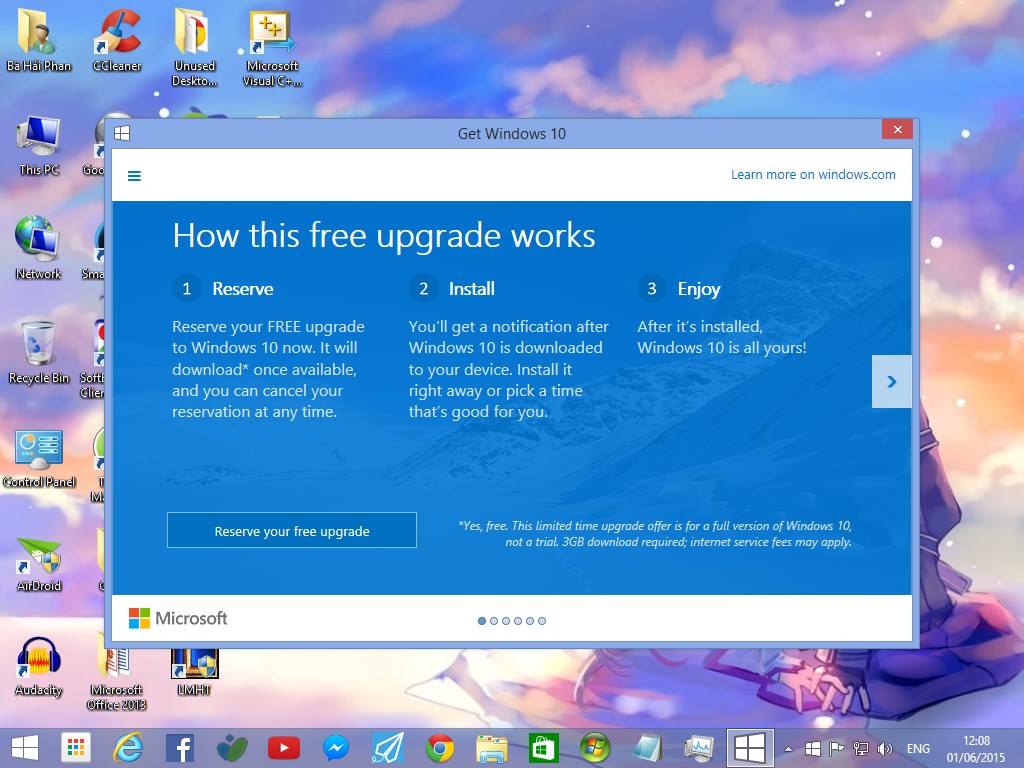 Ba Hải Phan
CCleaner
Unused
Deskto...
Microsoft
Visual C+...
This PC
Network
Recycle Bin
Control Panel
AirDroid
Audacity
Microsoft
Office 2013
LMHT
Get Windows 10
Learn more on windows.com
How this free upgrade works
1 Reserve
Reserve your FREE upgrade
to Windows 10 now. It will
download* once available,
and you can cancel your
reservation at any time.
2 Install
You'll get a notification after
Windows 10 is downloaded
to your device. Install it
right away or pick a time
that's good for you.
3 Enjoy
After it's installed,
Windows 10 is all yours!
Reserve your free upgrade
*Yes, free. This limited time upgrade offer is for a full version of Windows 10,
not a trial. 3GB download required; internet service fees may apply.
Microsoft
ENG
12:08
01/06/2015